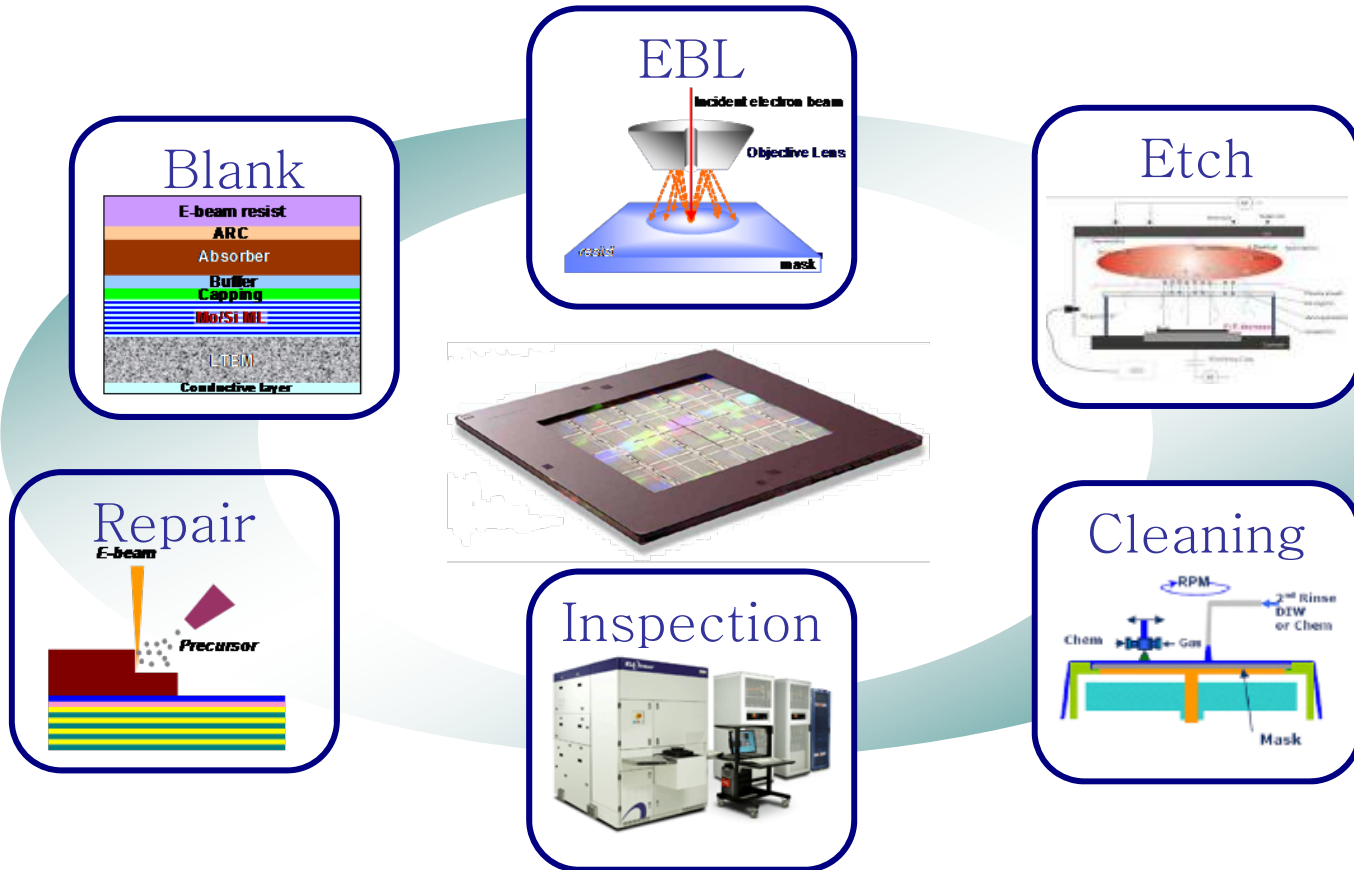 EBL
Incident electron beam
Objective Lens
resist
mask
Blank
E-beam resist
ARC
Absorber
Buffer
Capping
Mo/Si ML
LTEM
Conductive layer
Etch
Repair
E-beam
Precursor
Inspection
Cleaning
RPM
2nd Rinse
DIW
or Chem
Chem
Gas
Mask